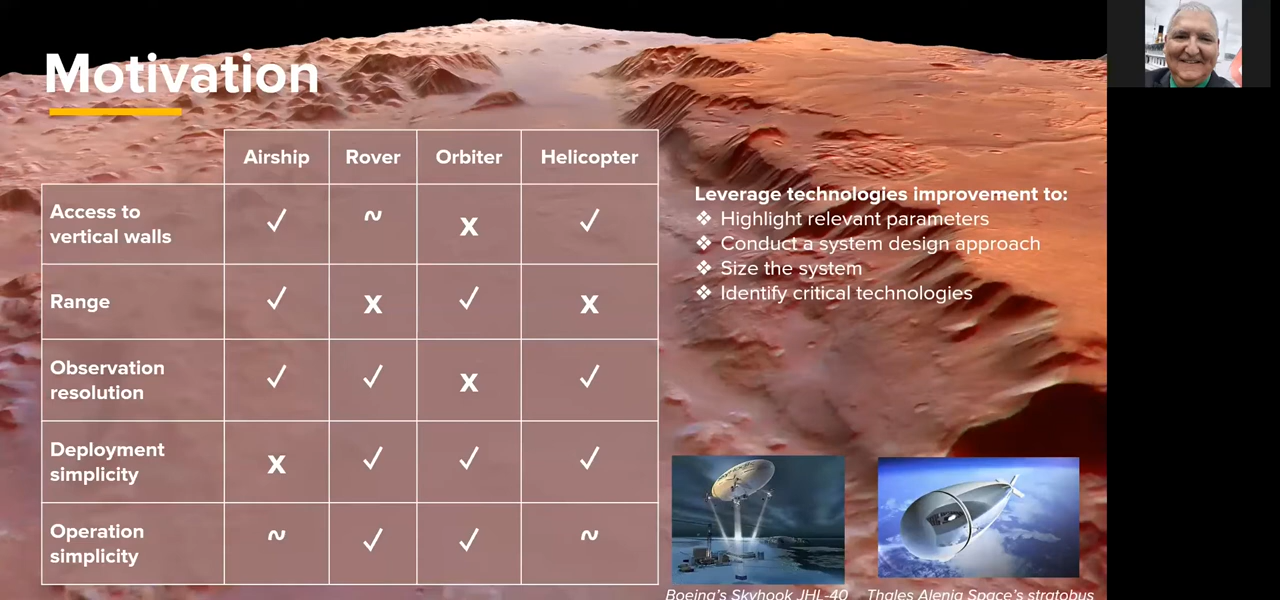 Motivation
Airship Rover Orbiter Helicopter
Access to
vertical walls ✓ ~ x ✓
Range ✓ x ✓ x
Observation
resolution ✓ ✓ x ✓
Deployment
simplicity x ✓ ✓ ✓
Operation
simplicity ~ ✓ ✓ ~
Leverage technologies improvement to:
❖ Highlight relevant parameters
❖ Conduct a system design approach
❖ Size the system
❖ Identify critical technologies
Boeing's Skyhook JHL-40
Thales Alenia Space's stratobus